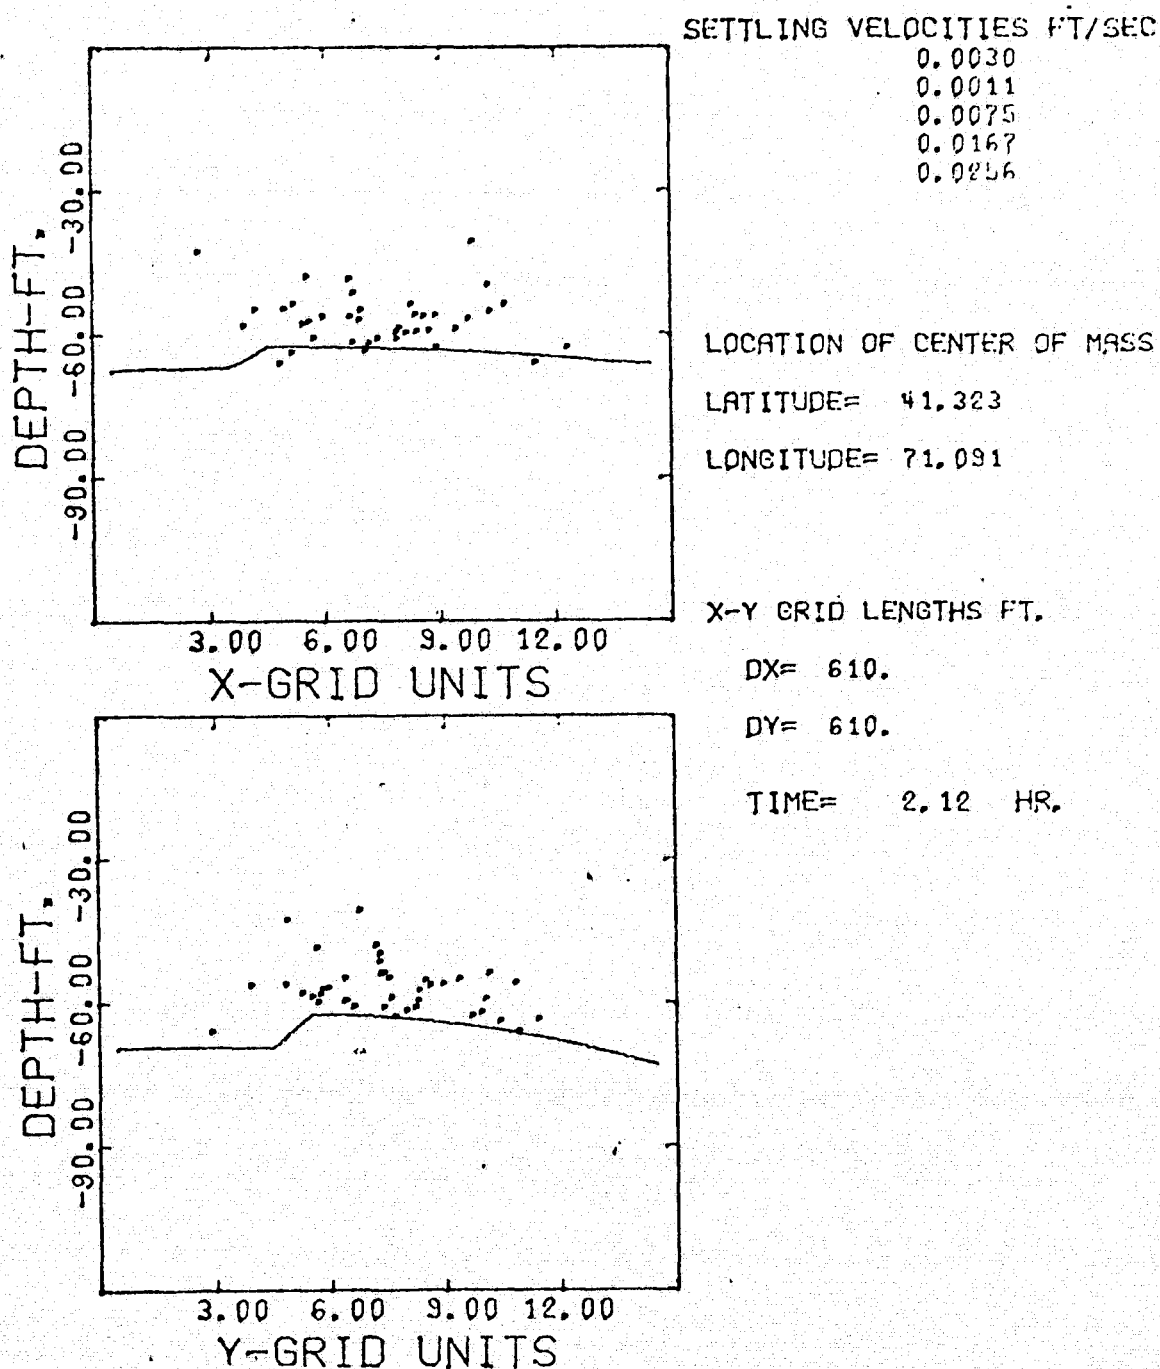 SETTLING VELOCITIES FT/SEC
0.0030
0.0011
0.0075
0.0167
-30.00
-60.00
-90.00
DEPTH-FT.
3.00 6.00 9.00 12.00
X-GRID UNITS
LOCATION OF CENTER OF MASS
LATITUDE= 41.323
LONGITUDE= 71.091
X-Y GRID LENGTHS FT.
DX= 610.
DY= 610.
TIME= 2.12 HR.
-30.00
-60.00
-90.00
DEPTH-FT.
3.00 6.00 9.00 12.00
Y-GRID UNITS